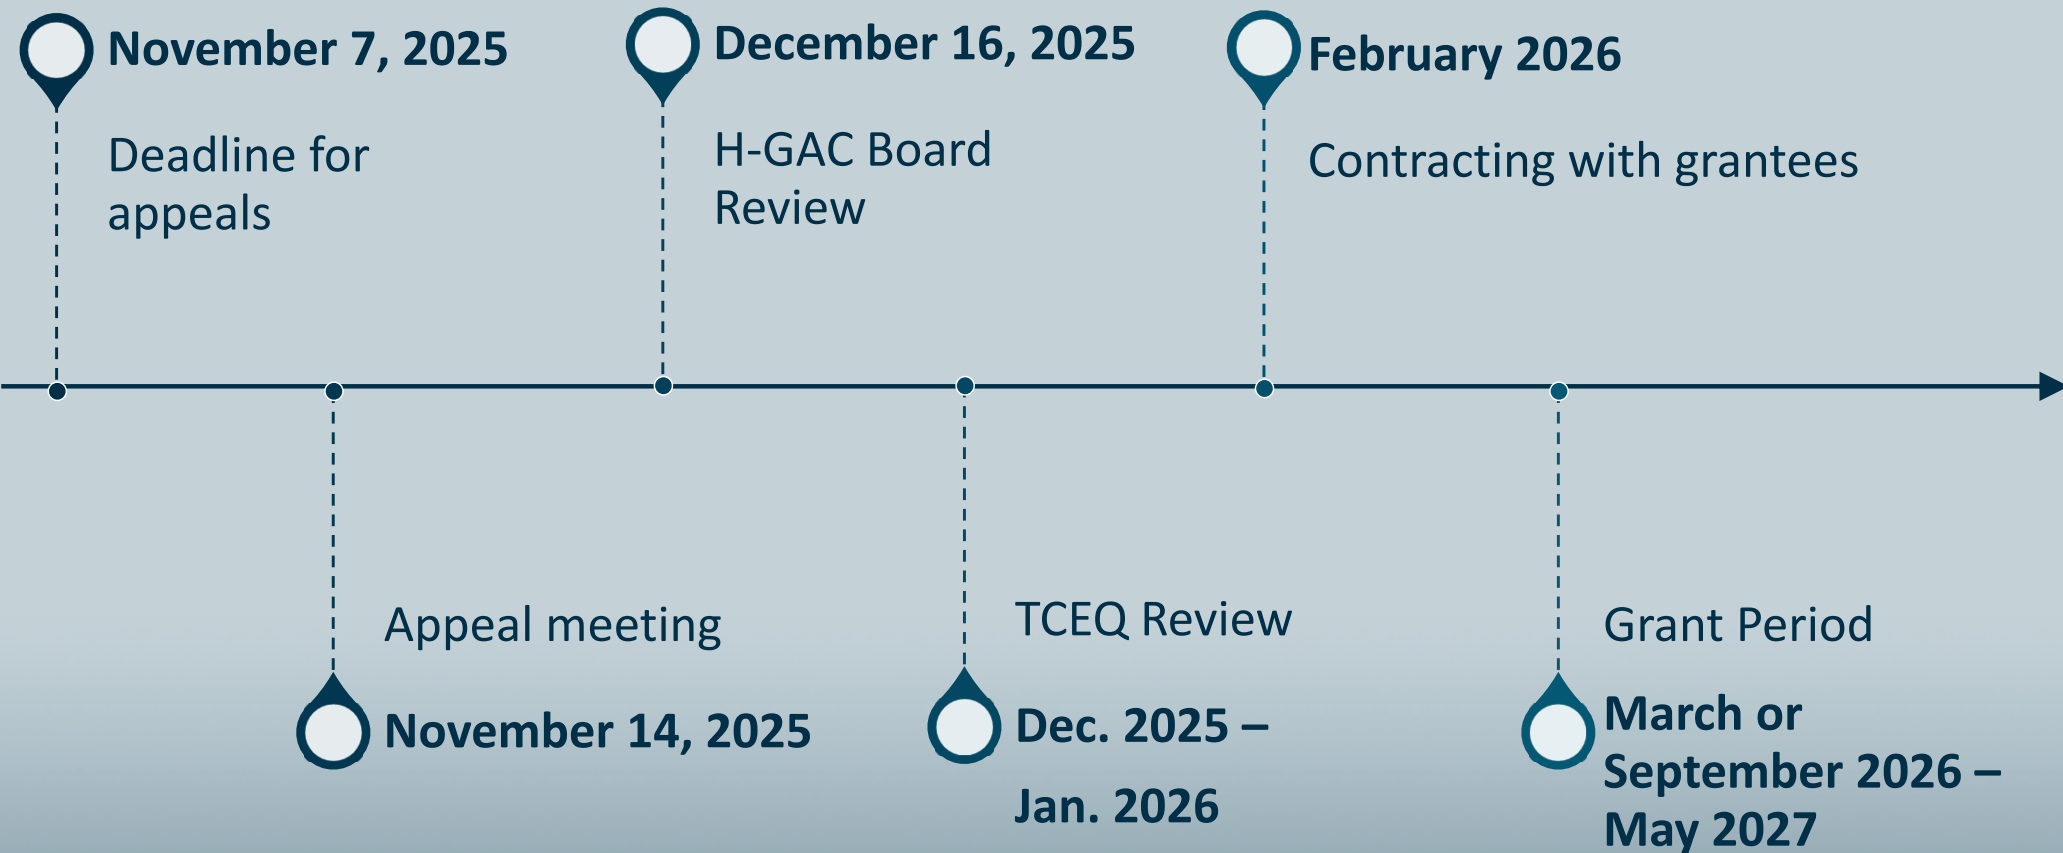 November 7, 2025
Deadline for
appeals
December 16, 2025
H-GAC Board
Review
February 2026
Contracting with grantees
Appeal meeting
November 14, 2025
TCEQ Review
Dec. 2025 –
Jan. 2026
Grant Period
March or
September 2026 –
May 2027